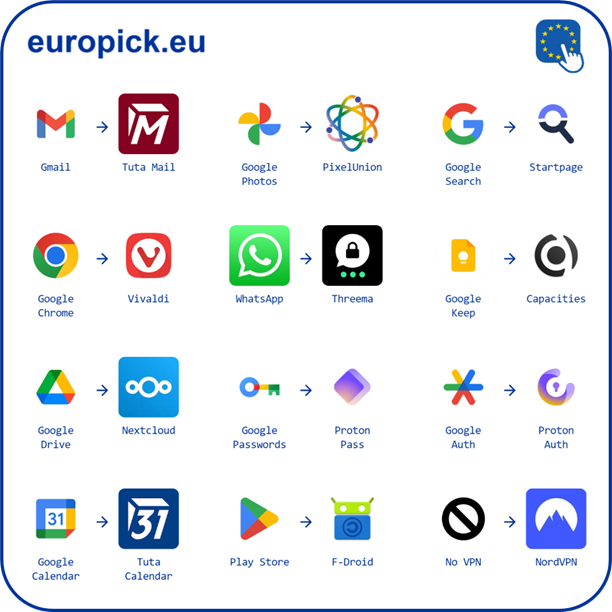 europick.eu
Gmail
Tuta Mail
Google
Photos
PixelUnion
Google
Search
Startpage
Google
Chrome
Vivaldi
WhatsApp
Threema
Google
Keep
Capacities
Google
Drive
Nextcloud
Google
Passwords
Proton
Pass
Google
Auth
Proton
Auth
31
Google
Calendar
31
Tuta
Calendar
Play Store
F-Droid
No VPN
NordVPN